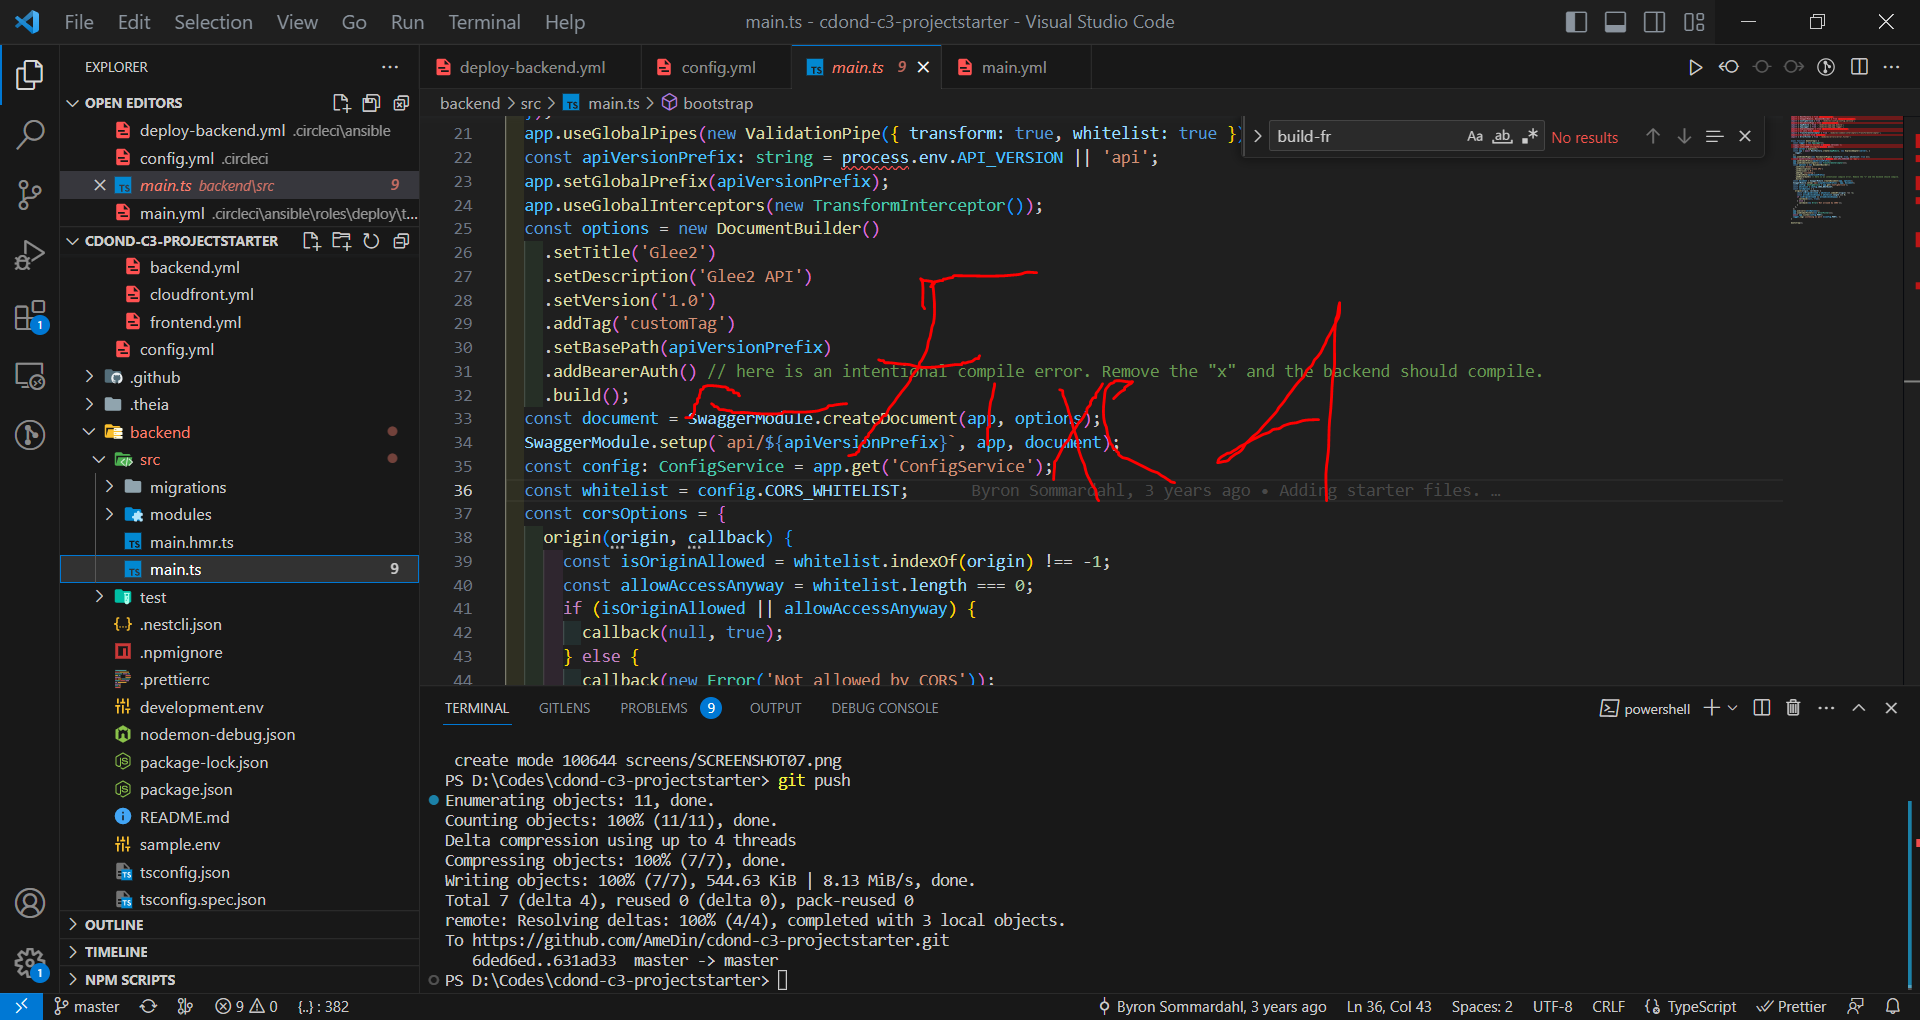 File Edit Selection View Go Run Terminal Help
main.ts - cdond-c3-projectstarter - Visual Studio Code
EXPLORER
OPEN EDITORS
deploy-backend.yml .circleci\ansible
config.yml .circleci
main.ts backend\src 9
main.yml .circleci\ansible\roles\deploy\t...
CDOND-C3-PROJECTSTARTER
backend.yml
cloudfront.yml
frontend.yml
config.yml
.github
.theia
backend
src
migrations
modules
main.hmr.ts
main.ts 9
test
.nestcli.json
.npmignore
.prettierrc
development.env
nodemon-debug.json
package-lock.json
package.json
README.md
sample.env
tsconfig.json
tsconfig.spec.json
OUTLINE
TIMELINE
NPM SCRIPTS
1
1
deploy-backend.yml config.yml main.ts 9 main.yml
backend > src > main.ts > bootstrap
build-fr Aa ab No results
21 app.useGlobalPipes(new ValidationPipe({ transform: true, whitelist: true })
22 const apiVersionPrefix: string = process.env.API_VERSION || 'api';
23 app.setGlobalPrefix(apiVersionPrefix);
24 app.useGlobalInterceptors(new TransformInterceptor());
25 const options = new DocumentBuilder()
26 .setTitle('Glee2')
27 .setDescription('Glee2 API')
28 .setVersion('1.0')
29 .addTag('customTag')
30 .setBasePath(apiVersionPrefix)
31 .addBearerAuth() // here is an intentional compile error. Remove the "x" and the backend should compile.
32 .build();
33 const document = SwaggerModule.createDocument(app, options);
34 SwaggerModule.setup(`api/${apiVersionPrefix}`, app, document);
35 const config: ConfigService = app.get('ConfigService');
36 const whitelist = config.CORS_WHITELIST; Byron Sommardahl, 3 years ago • Adding starter files. …
37 const corsOptions = {
38 origin(origin, callback) {
39 const isOriginAllowed = whitelist.indexOf(origin) !== -1;
40 const allowAccessAnyway = whitelist.length === 0;
41 if (isOriginAllowed || allowAccessAnyway) {
42 callback(null, true);
43 } else {
44 callback(new Error('Not allowed by CORS'));
TERMINAL GITLENS PROBLEMS 9 OUTPUT DEBUG CONSOLE
powershell
create mode 100644 screens/SCREENSHOT07.png
PS D:\Codes\cdond-c3-projectstarter> git push
Enumerating objects: 11, done.
Counting objects: 100% (11/11), done.
Delta compression using up to 4 threads
Compressing objects: 100% (7/7), done.
Writing objects: 100% (7/7), 544.63 KiB | 8.13 MiB/s, done.
Total 7 (delta 4), reused 0 (delta 0), pack-reused 0
remote: Resolving deltas: 100% (4/4), completed with 3 local objects.
To https://github.com/AmeDin/cdond-c3-projectstarter.git
6ded6ed..631ad33 master -> master
PS D:\Codes\cdond-c3-projectstarter>
master 9 0 {..} : 382
Byron Sommardahl, 3 years ago Ln 36, Col 43 Spaces: 2 UTF-8 CRLF TypeScript Prettier